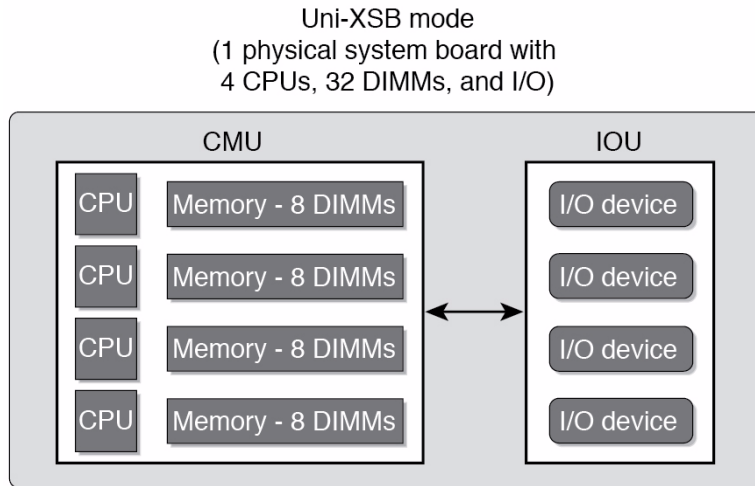 Uni-XSB mode
(1 physical system board with
4 CPUs, 32 DIMMs, and I/O)
CMU
IOU
CPU
Memory - 8 DIMMs
I/O device
CPU
Memory - 8 DIMMs
I/O device
CPU
Memory - 8 DIMMs
I/O device
CPU
Memory - 8 DIMMs
I/O device